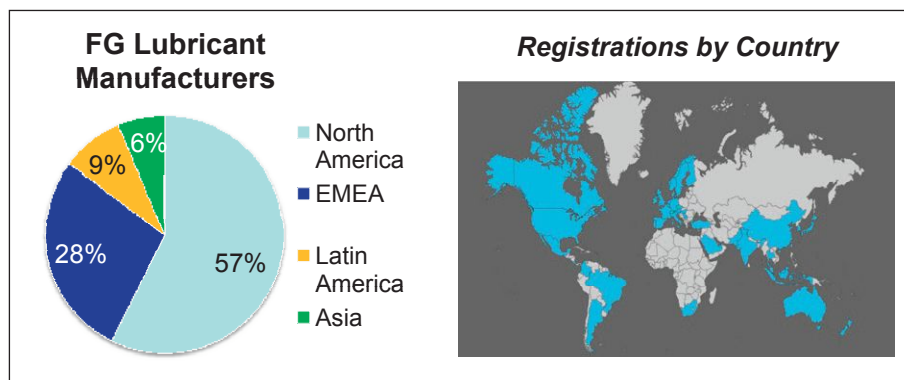 FG Lubricant
Manufacturers
6%
9%
28%
57%
North
America
EMEA
Latin
America
Asia
Registrations by Country